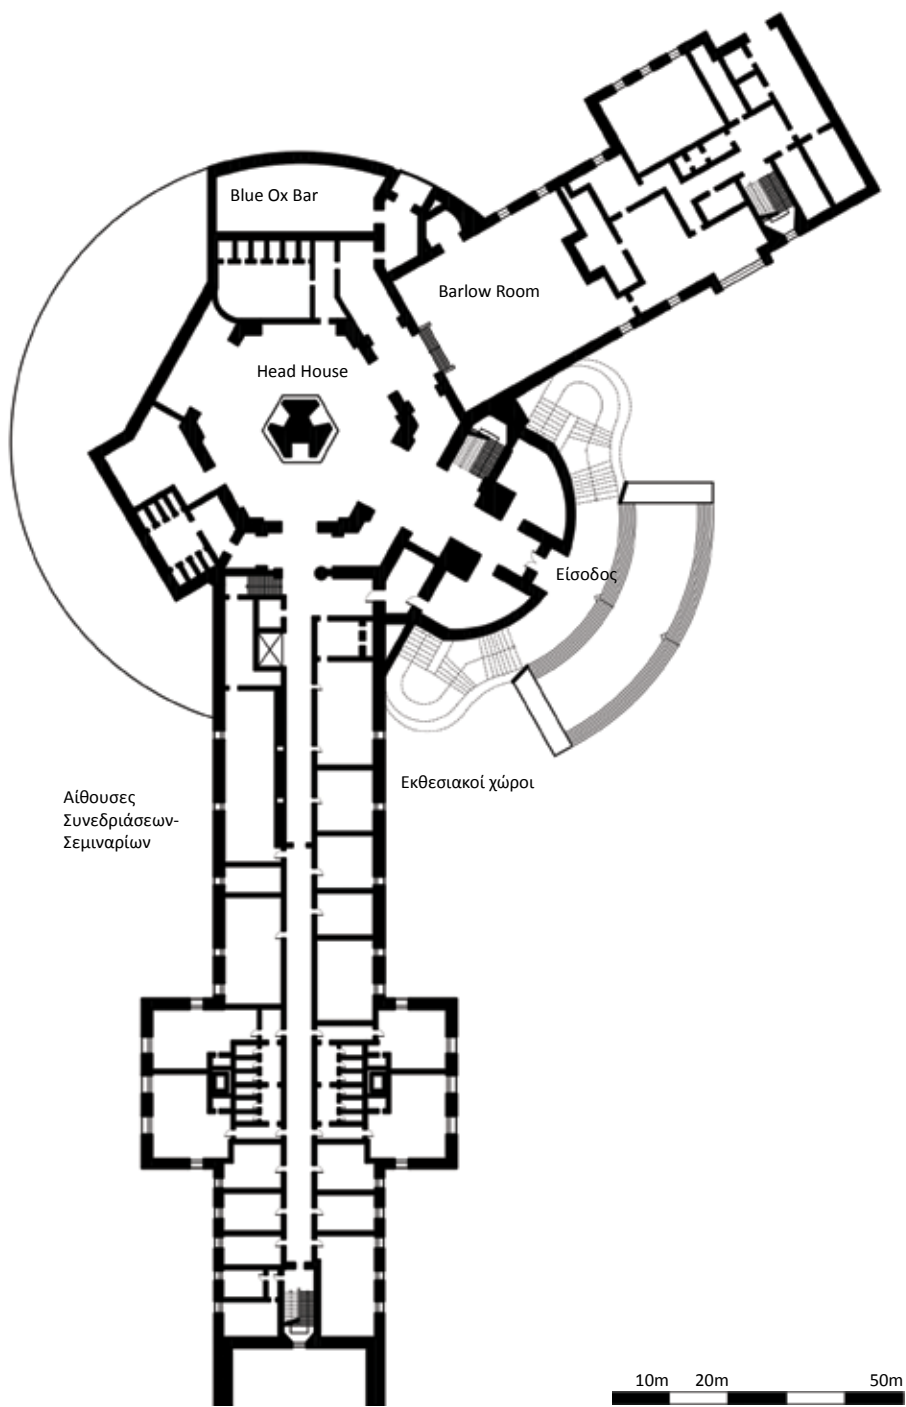 Blue Ox Bar
Barlow Room
Head House
Είσοδος
Εκθεσιακοί χώροι
Αίθουσες
Συνεδριάσεων-
Σεμιναρίων
10m 20m 50m